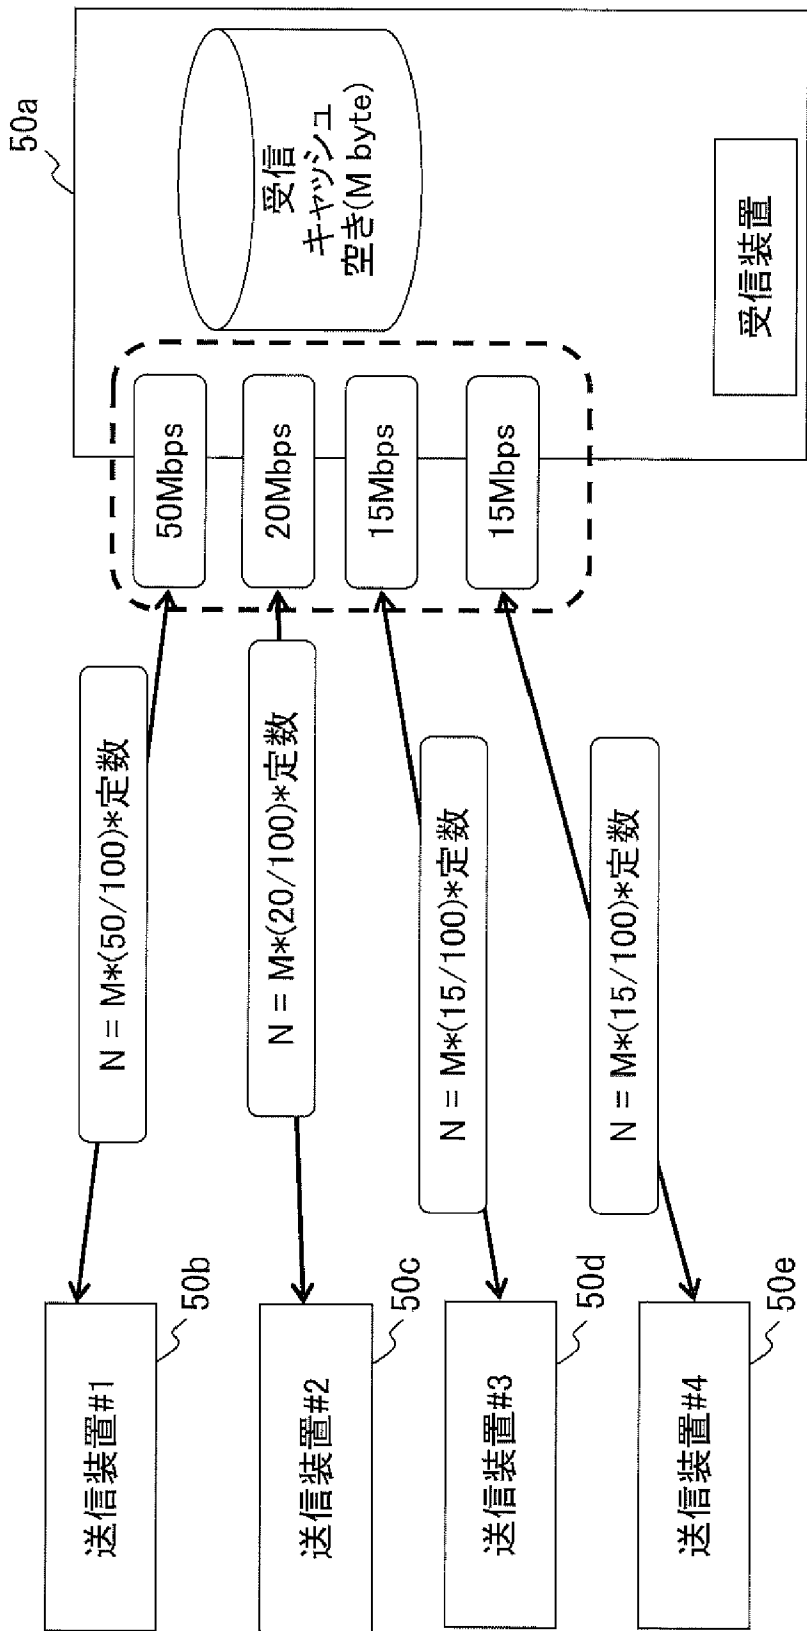 50a
受信
キャッシュ
空き(M byte)
受信装置
50Mbps
20Mbps
15Mbps
15Mbps
N = M*(50/100)*定数
N = M*(20/100)*定数
N = M*(15/100)*定数
N = M*(15/100)*定数
送信装置#1
50b
送信装置#2
50c
送信装置#3
50d
送信装置#4
50e